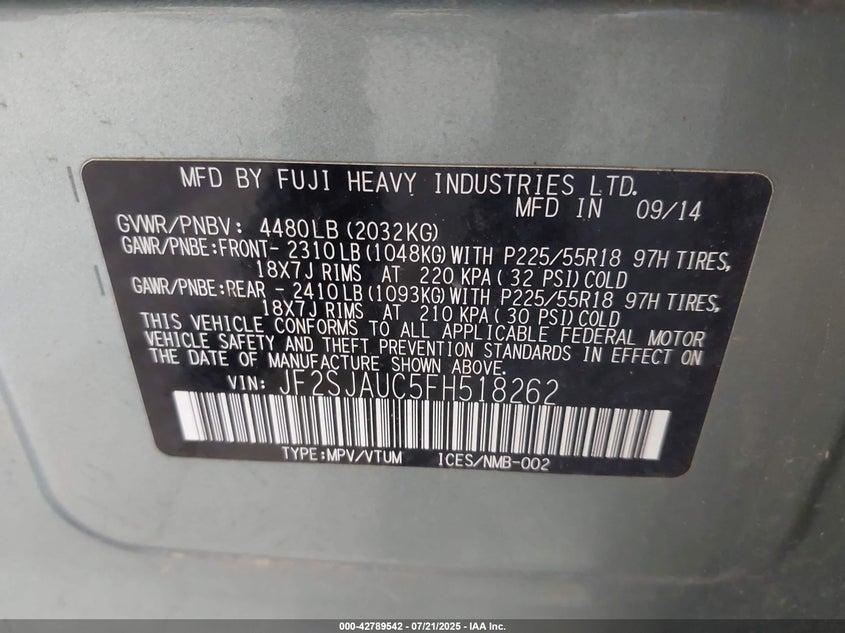 MFD BY FUJI HEAVY INDUSTRIES LTD.
MFD IN 09/14
GVWR/PNBV: 4480LB (2032KG)
GAWR/PNBE:FRONT- 2310LB (1048KG) WITH P225/55R18 97H TIRES,
18X7J RIMS AT 220 KPA (32 PSI) COLD
GAWR/PNBE:REAR - 2410LB (1093KG) WITH P225/55R18 97H TIRES,
18X7J RIMS AT 210 KPA (30 PSI) COLD
THIS VEHICLE CONFORMS TO ALL APPLICABLE FEDERAL MOTOR
VEHICLE SAFETY AND THEFT PREVENTION STANDARDS IN EFFECT ON
THE DATE OF MANUFACTURE SHOWN ABOVE.
VIN: JF2SJAUC5FH518262
TYPE:MPV/VTUM ICES/NMB-002
000-42789542 - 07/21/2025 - IAA Inc.